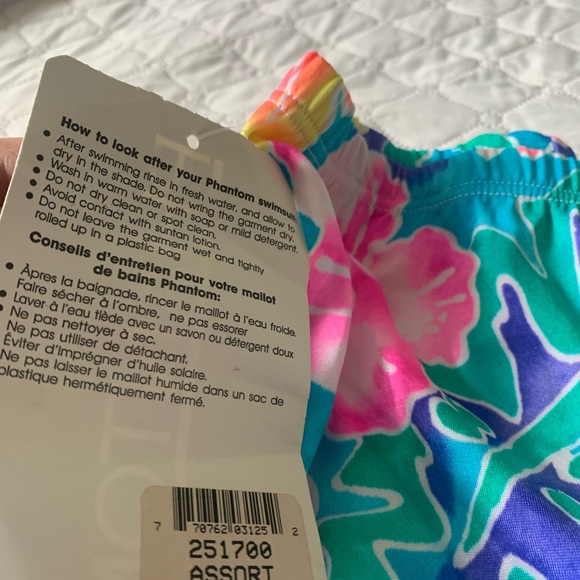 How to look after your Phantom swimsuit:
• After swimming rinse in fresh water, and allow to
dry in the shade. Do not wring the garment dry.
• Wash in warm water with soap or mild detergent.
• Do not dry clean or spot clean.
Avoid contact with suntan lotion.
• Do not leave the garment wet and tightly
rolled up in a plastic bag
Conseils d'entretien pour votre maillot
de bains Phantom:
• Àpres la baignade, rincer le maillot à l'eau froide.
Faire sécher à l'ombre, ne pas essorer
• Laver à l'eau tiède avec un savon ou détergent doux
Ne pas nettoyer à sec.
• Ne pas utiliser de détachant.
Éviter d'imprégner d'huile solaire.
• Ne pas laisser le maillot humide dans un sac de
plastique hermétiquement fermé.
7 70762 03125 2
251700
ASSORT